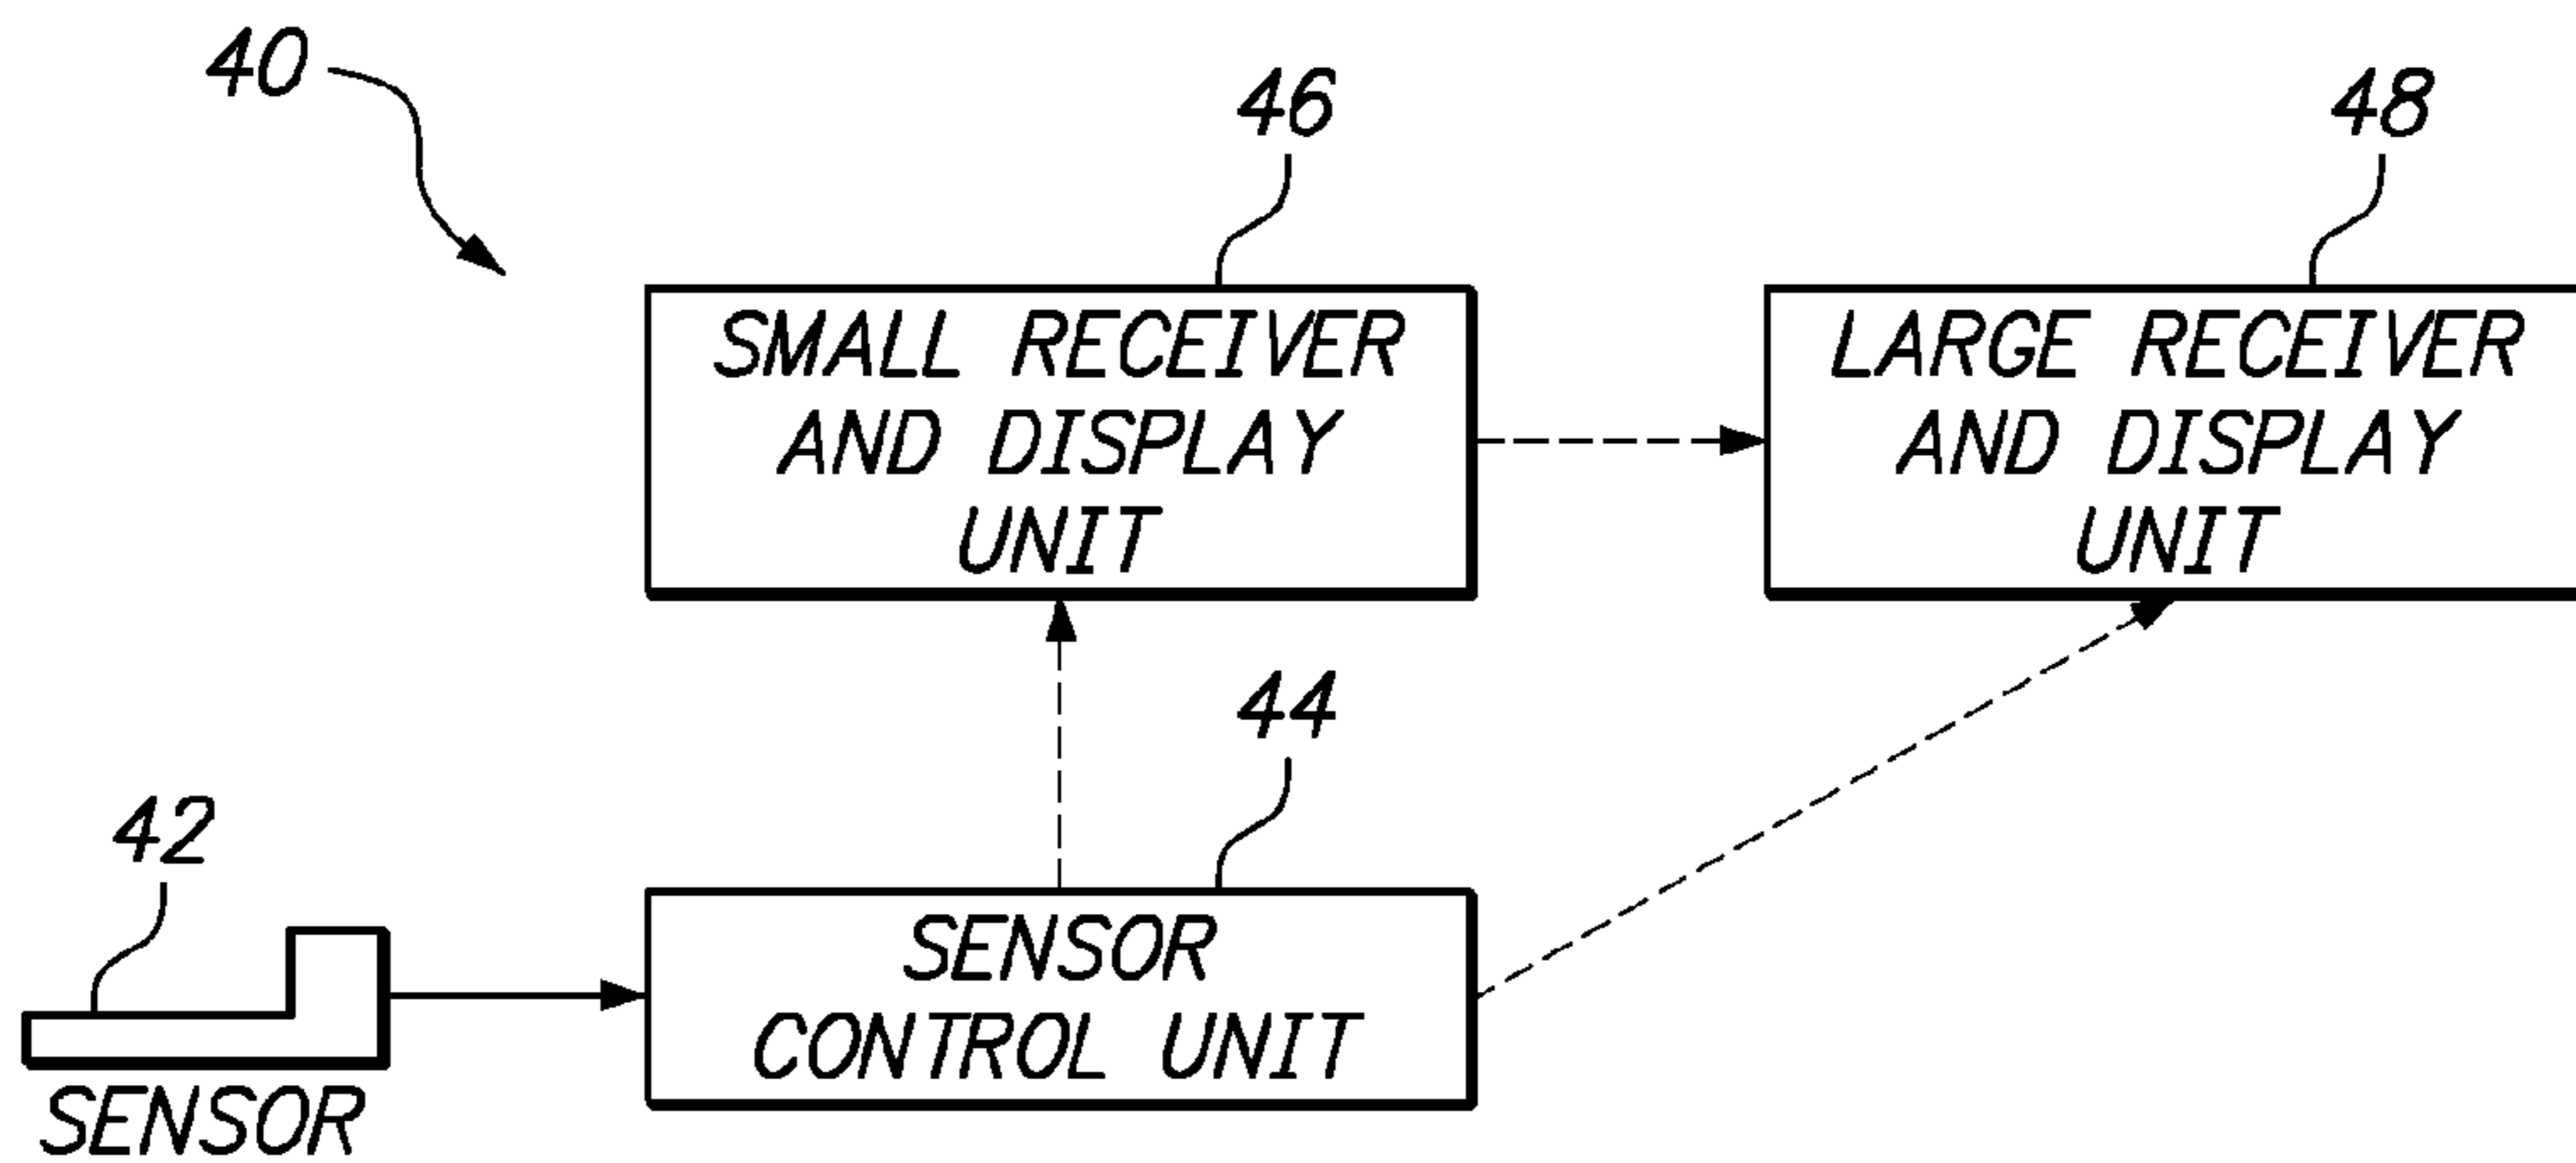 40
46
48
SMALL RECEIVER
AND DISPLAY
UNIT
LARGE RECEIVER
AND DISPLAY
UNIT
44
42
SENSOR
CONTROL UNIT
SENSOR